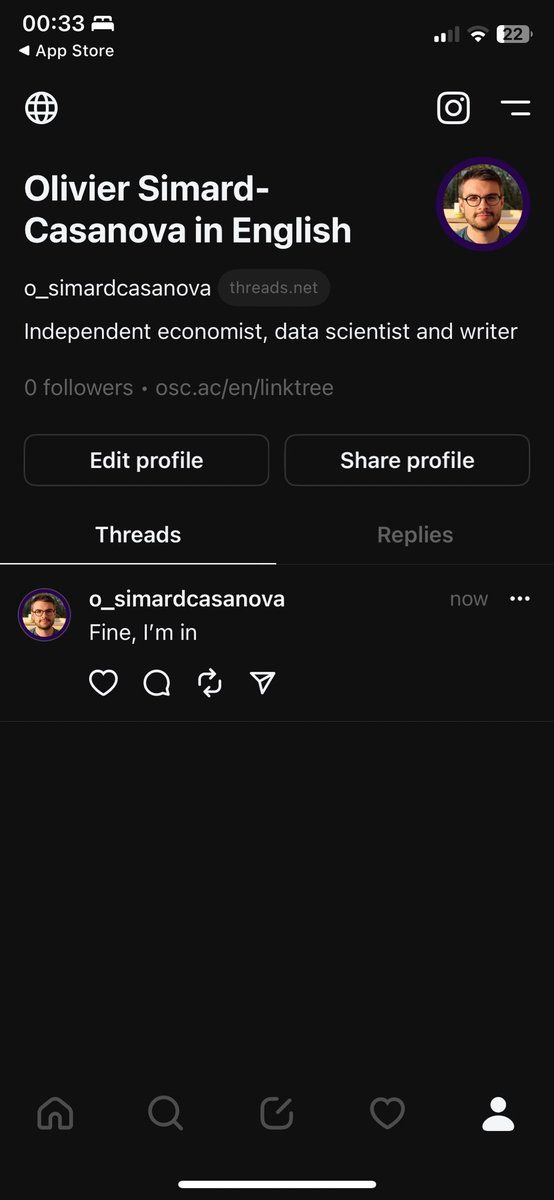 00:33
22
◀ App Store
Olivier Simard-
Casanova in English
o_simardcasanova threads.net
Independent economist, data scientist and writer
0 followers • osc.ac/en/linktree
Edit profile Share profile
Threads Replies
o_simardcasanova now
Fine, I’m in